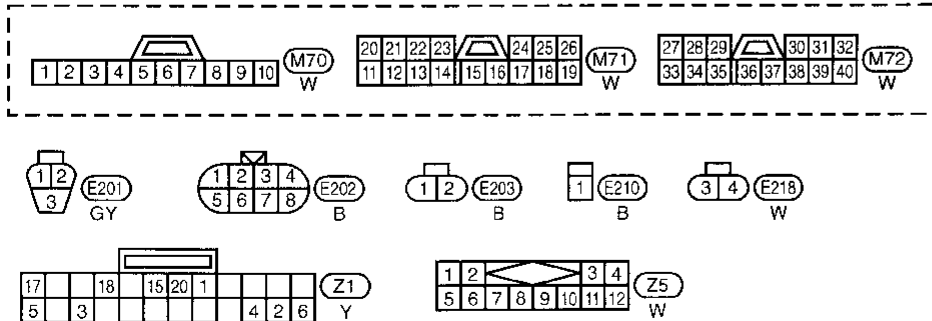 20 21 22 23 24 25 26 27 28 29 30 31 32
1 2 3 4 5 6 7 8 9 10 M70 11 12 13 14 15 16 17 18 19 M71 33 34 35 36 37 38 39 40 M72
W W W
1 2 1 2 3 4 1 2 1 3 4
3 E201 5 6 7 8 E202 E203 E210 E218
GY B B B W
17 18 15 20 1 Z1 1 2 3 4 Z5
5 3 4 2 6 Y 5 6 7 8 9 10 11 12 W